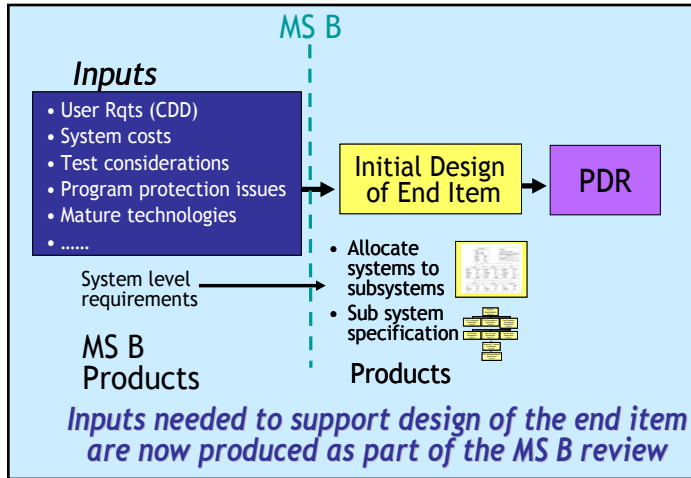 MS B
Inputs
• User Rqts (CDD)
• System costs
• Test considerations
• Program protection issues
• Mature technologies
• ......
Initial Design
of End Item
PDR
System level
requirements
• Allocate
systems to
subsystems
• Sub system
specification
MS B
Products
Products
Inputs needed to support design of the end item
are now produced as part of the MS B review